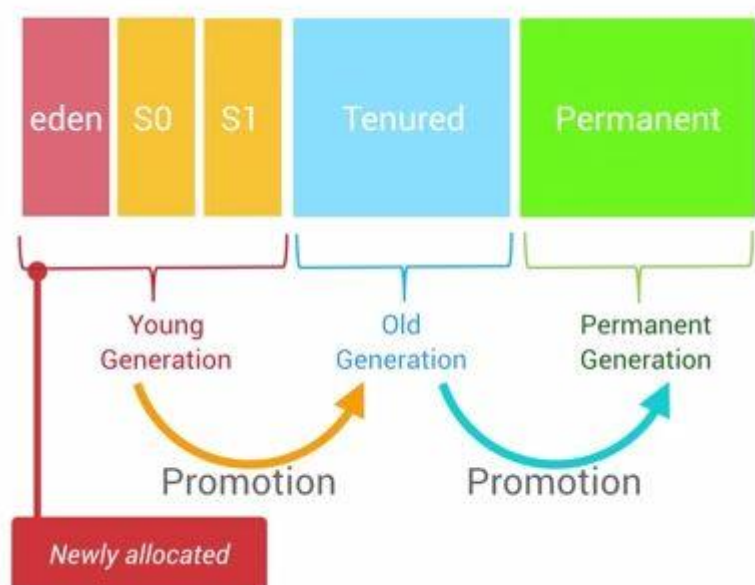 eden
S0
S1
Tenured
Permanent
Young
Generation
Old
Generation
Permanent
Generation
Promotion
Promotion
Newly allocated